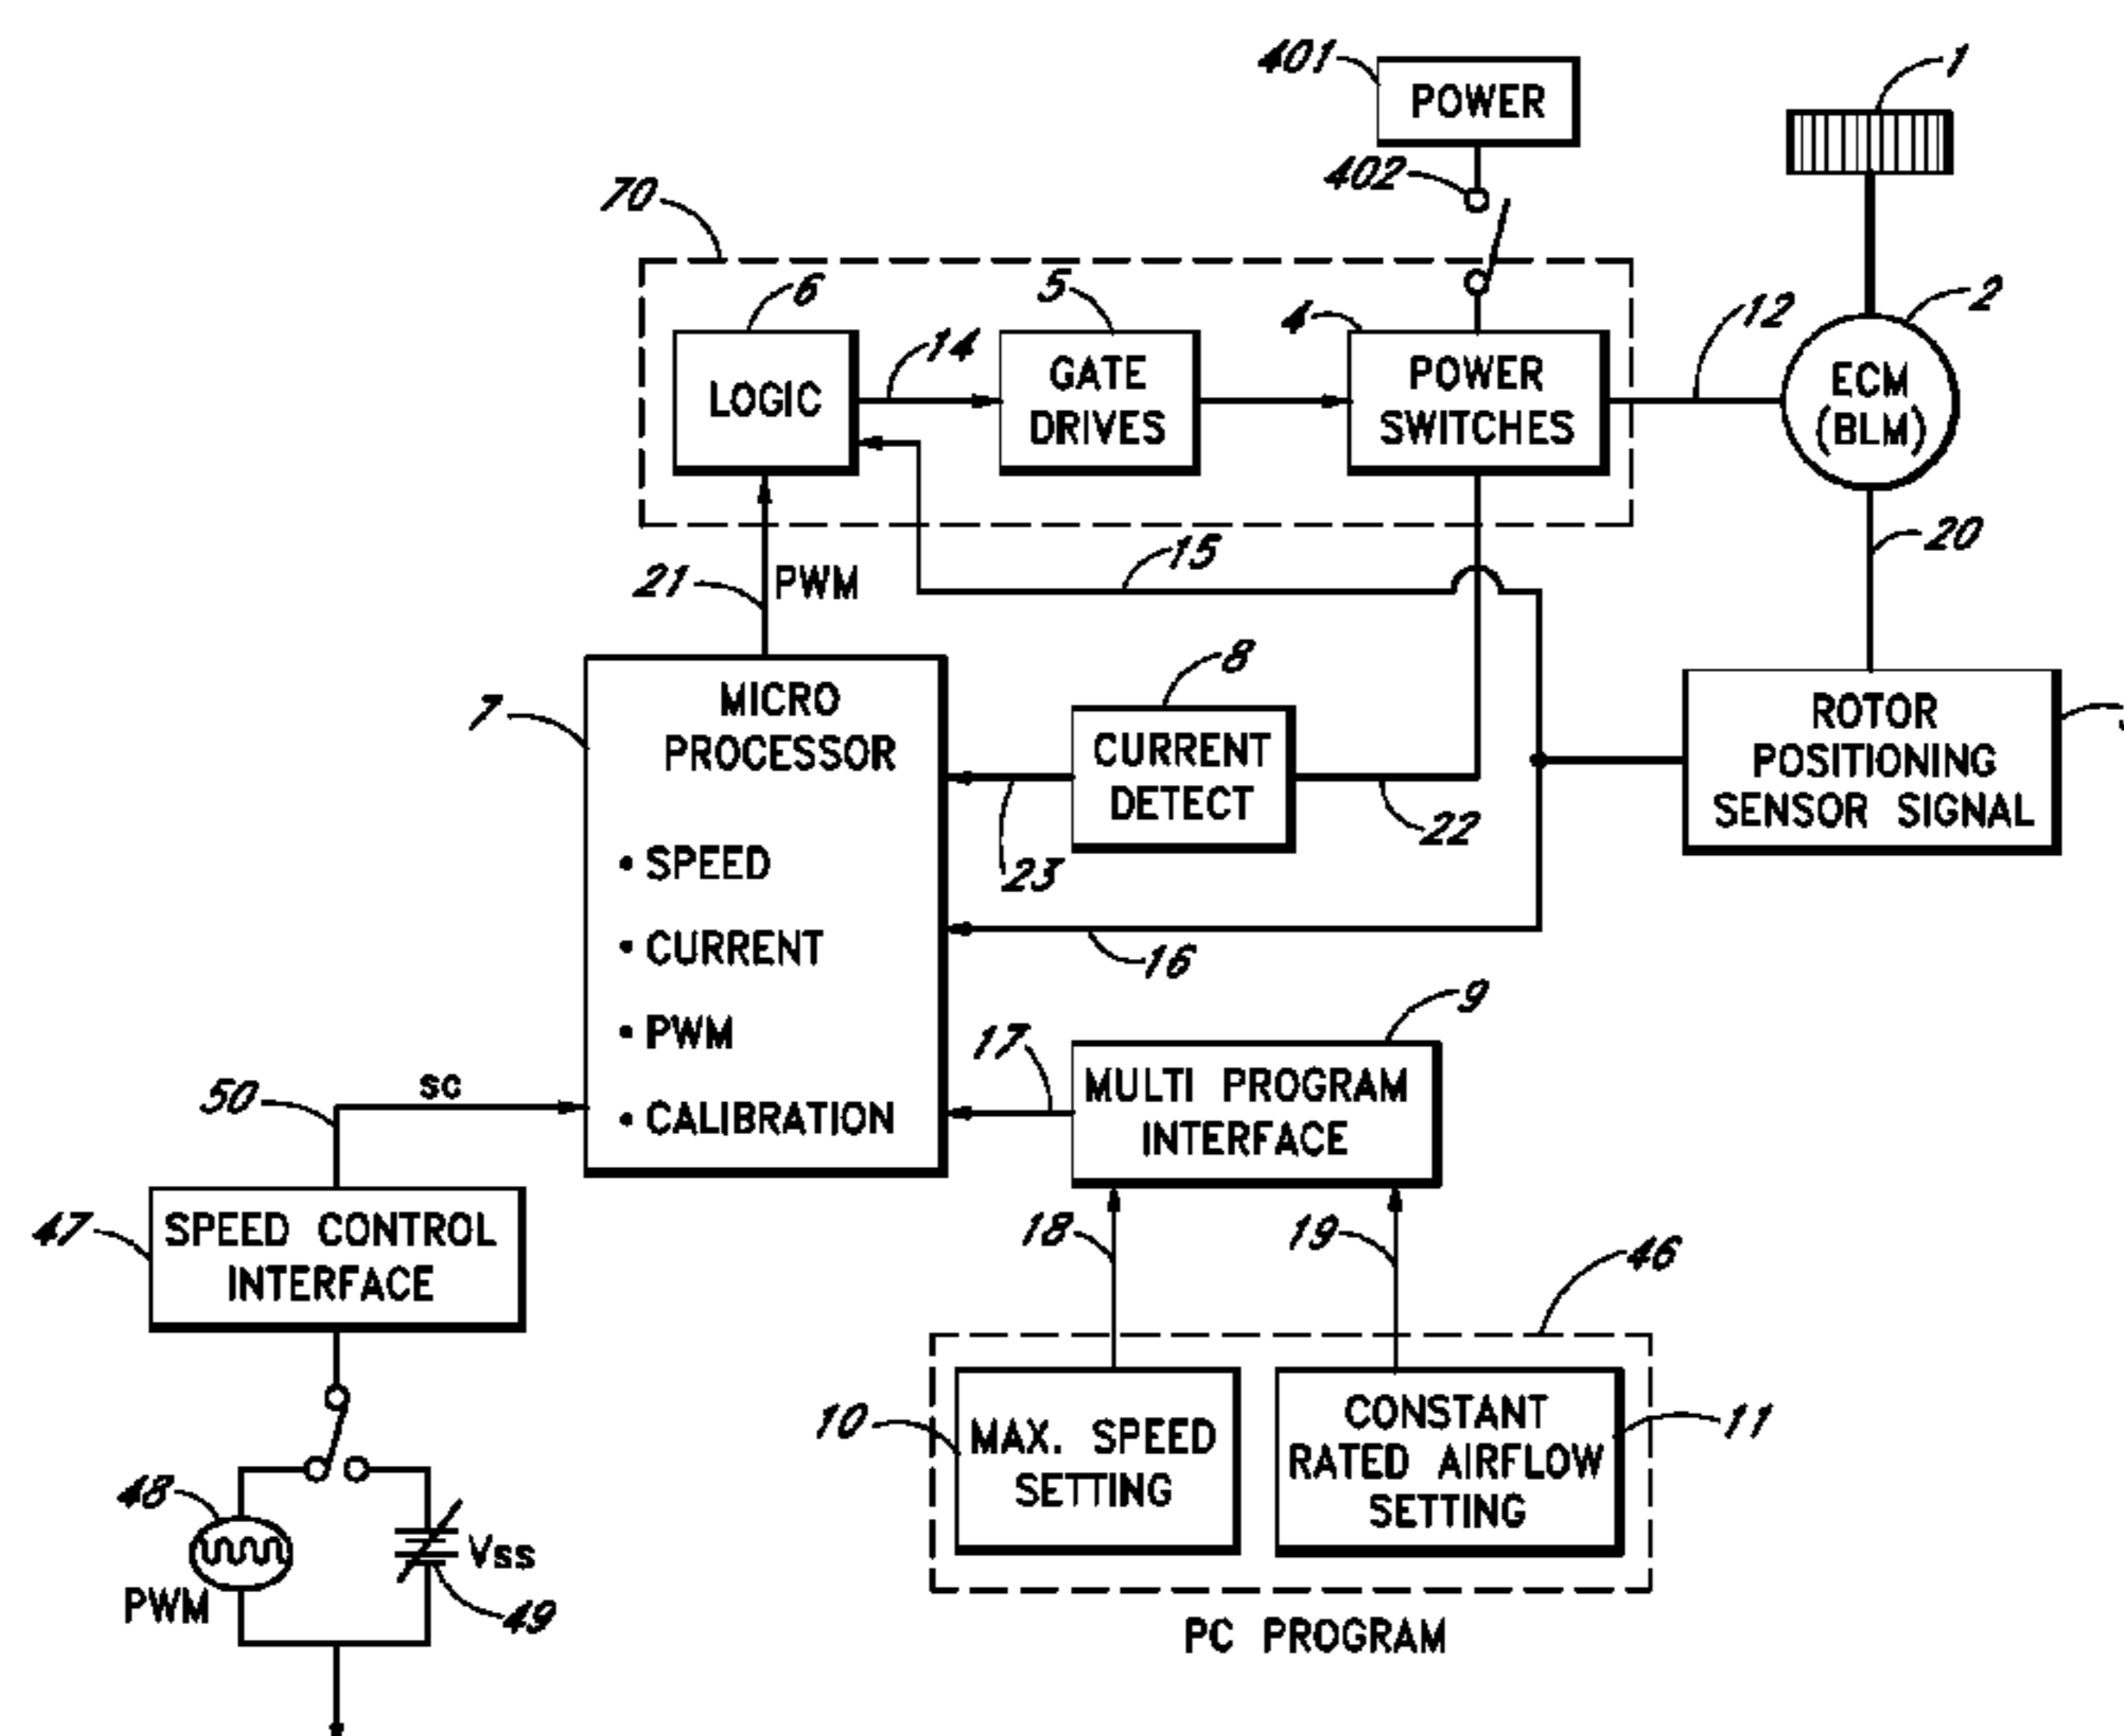 401
POWER
1
402
70
6
5
4
12
2
LOGIC
14
GATE
DRIVES
POWER
SWITCHES
ECM
(BLM)
15
20
21
PWM
7
MICRO
PROCESSOR
8
CURRENT
DETECT
22
23
ROTOR
POSITIONING
SENSOR SIGNAL
• SPEED
• CURRENT
• PWM
• CALIBRATION
16
9
17
MULTI PROGRAM
INTERFACE
50
SC
47
SPEED CONTROL
INTERFACE
18
19
46
10
MAX. SPEED
SETTING
CONSTANT
RATED AIRFLOW
SETTING
11
48
PWM
VSS
49
PC PROGRAM